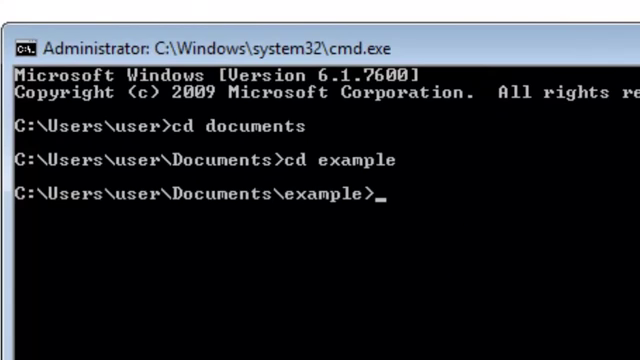 Administrator: C:\Windows\system32\cmd.exe
Microsoft Windows [Version 6.1.7600]
Copyright (c) 2009 Microsoft Corporation.  All rights re
C:\Users\user>cd documents
C:\Users\user\Documents>cd example
C:\Users\user\Documents\example>_